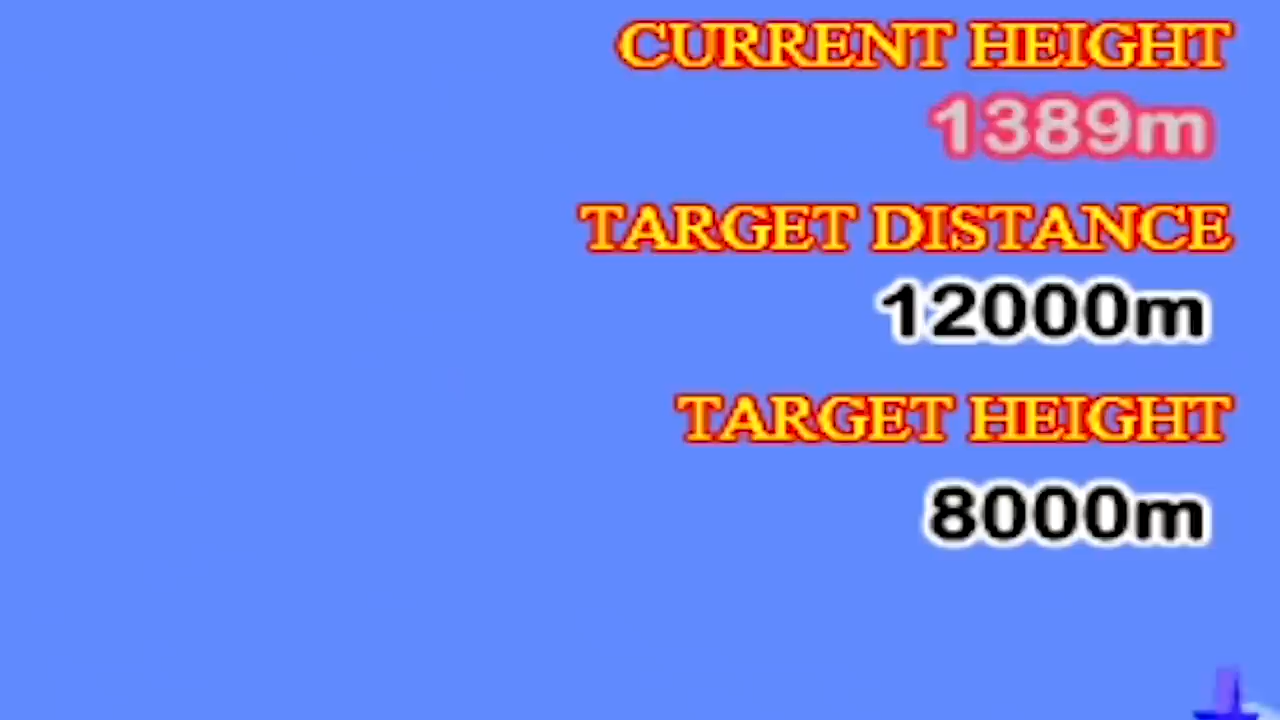 CURRENT HEIGHT
1389m
TARGET DISTANCE
12000m
TARGET HEIGHT
8000m